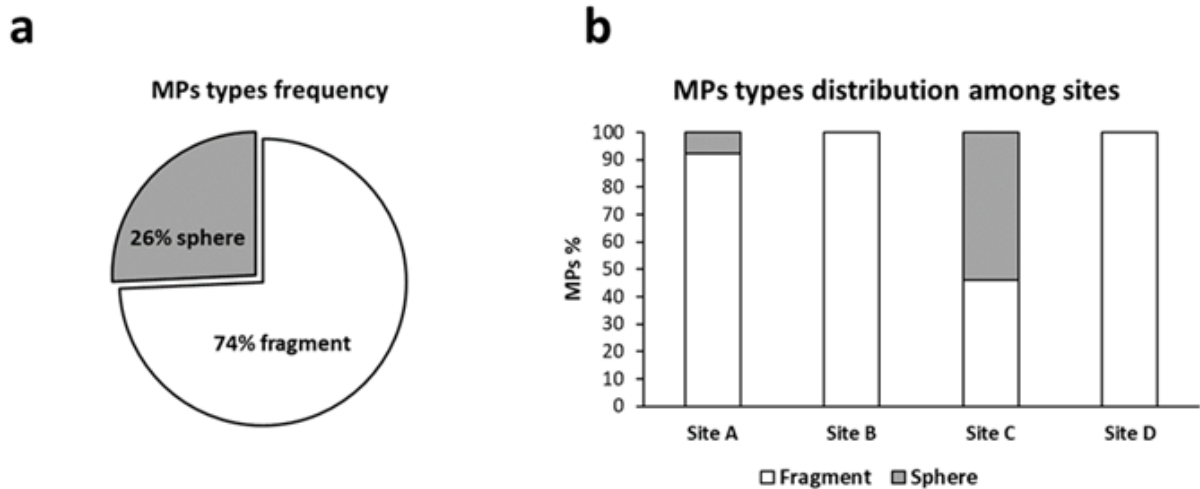 a
MPs types frequency
26% sphere
74% fragment
b
MPs types distribution among sites
MPs %
100
90
80
70
60
50
40
30
20
10
0
Site A Site B Site C Site D
Fragment Sphere